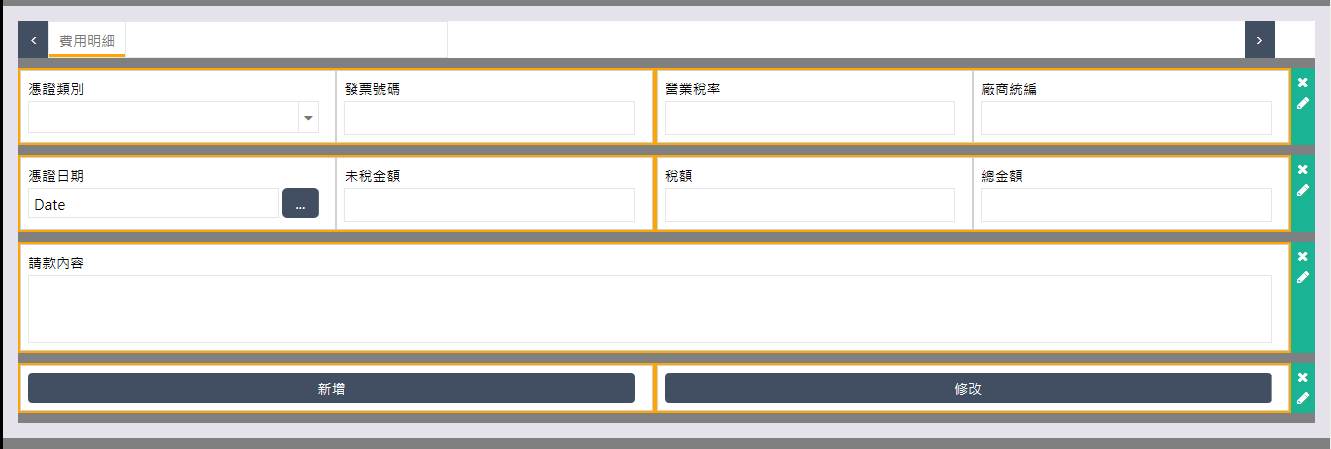 費用明細
憑證類別 發票號碼 營業稅率 廠商統編
憑證日期 未稅金額 稅額 總金額
Date ...
請款內容
新增 修改